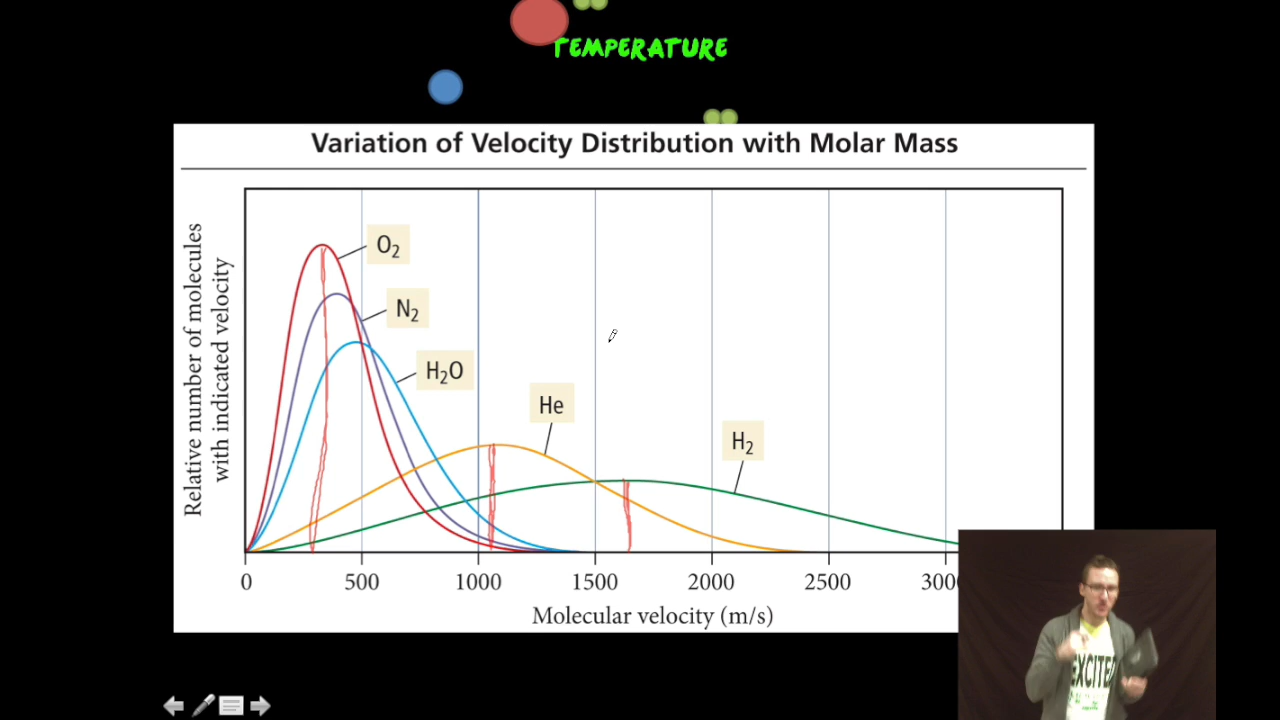 TEMPERATURE
Variation of Velocity Distribution with Molar Mass
Relative number of molecules
with indicated velocity
O₂
N₂
H₂O
He
H₂
0 500 1000 1500 2000 2500 300
Molecular velocity (m/s)
EXCITED